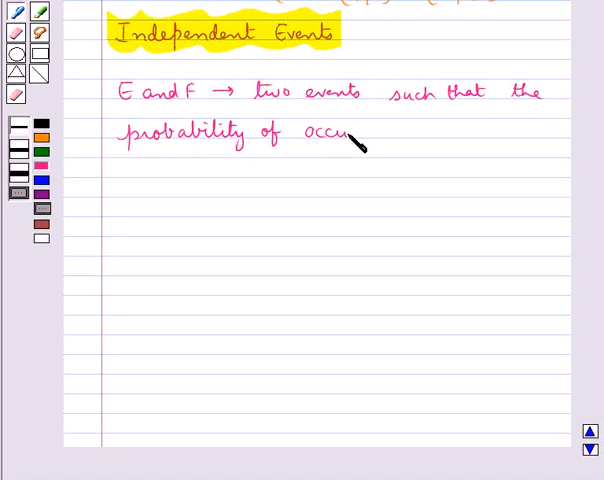 Independent Events
E and F → two events such that the
probability of occu